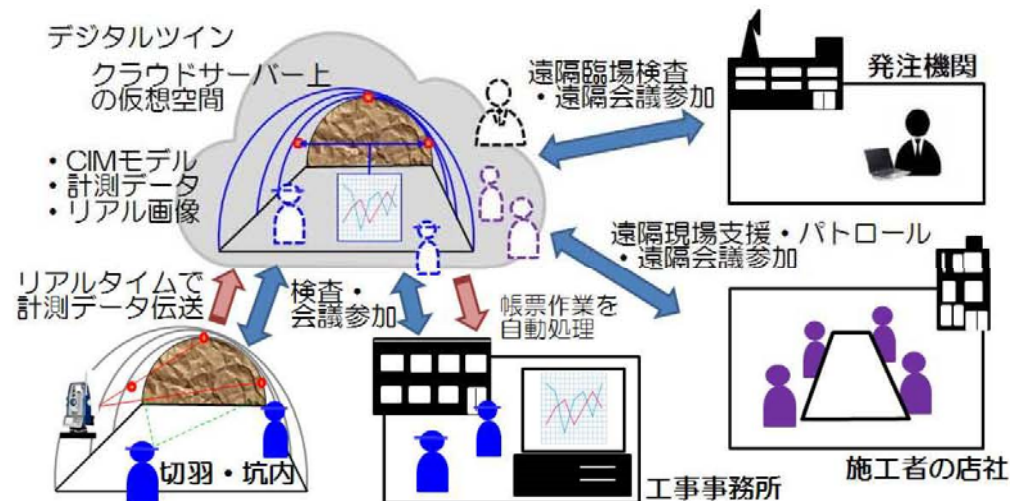 デジタルツイン
クラウドサーバー上
の仮想空間
・CIMモデル
・計測データ
・リアル画像
遠隔臨場検査
・遠隔会議参加
発注機関
遠隔現場支援・パトロール
・遠隔会議参加
リアルタイムで
計測データ伝送
検査・
会議参加
帳票作業を
自動処理
切羽・坑内
工事事務所
施工者の店社